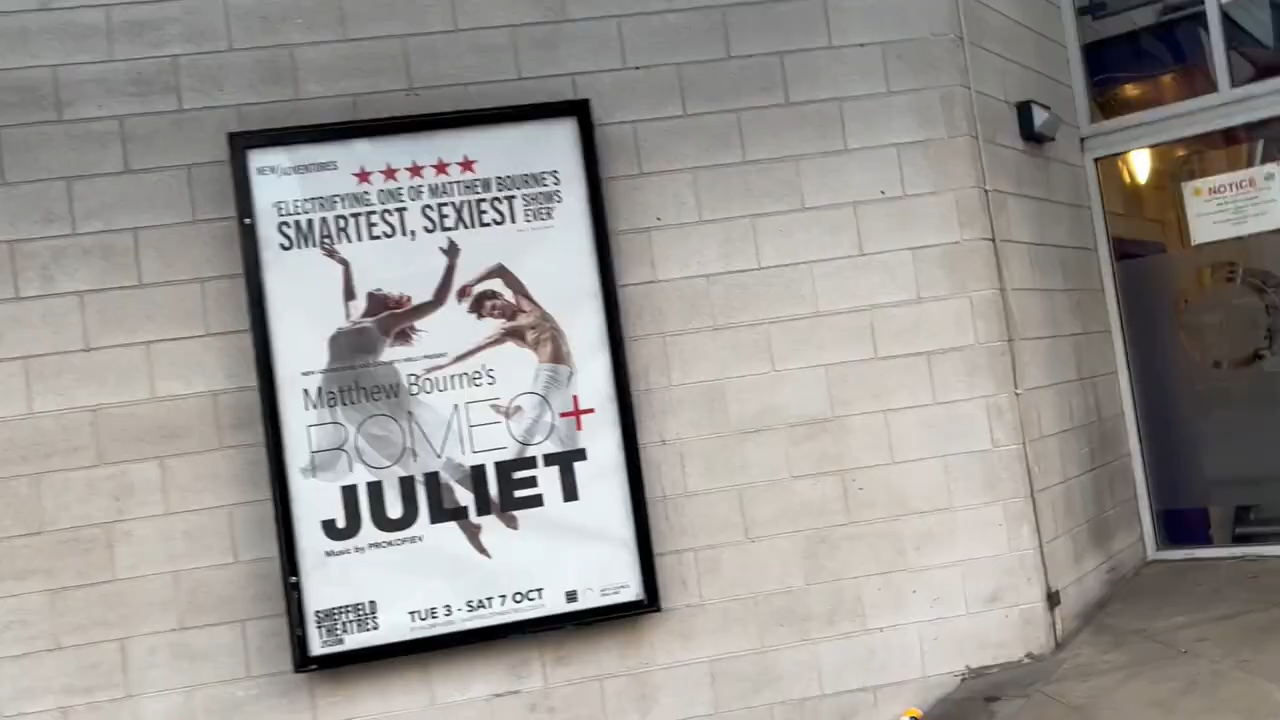 NEW ADVENTURES
'ELECTRIFYING. ONE OF MATTHEW BOURNE'S
SMARTEST, SEXIEST SHOWS EVER'
Matthew Bourne's
ROMEO+
JULIET
Music by PROKOFIEV
SHEFFIELD
THEATRES
TUE 3 - SAT 7 OCT
NOTICE